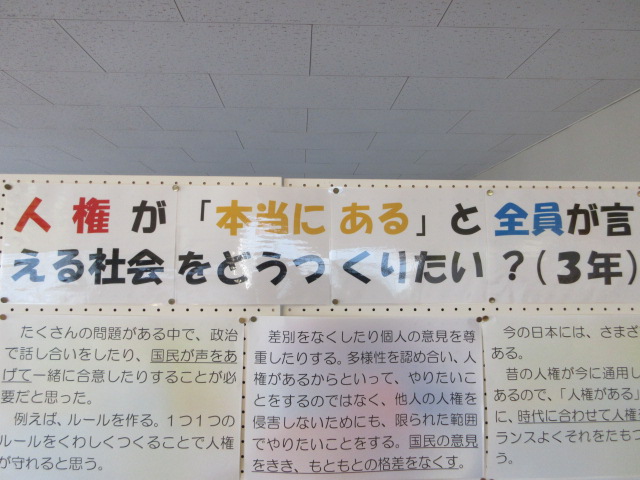 人権が「本当にある」と全員が言
える社会をどうつくりたい？(３年)
たくさんの問題がある中で、政治
で話し合いをしたり、国民が声をあ
げて一緒に合意したりすることが必
要だと思った。
例えば、ルールを作る。１つ１つの
ルールをくわしくつくることで人権
が守れると思う。
差別をなくしたり個人の意見を尊
重したりする。多様性を認め合い、人
権があるからといって、やりたいこ
とをするのではなく、他人の人権を
侵害しないためにも、限られた範囲
でやりたいことをする。国民の意見
をきき、もともとの格差をなくす。
今の日本には、さまざ
ある。
昔の人権が今に通用し
あるので、「人権がある」
に、時代に合わせて人権
ランスよくそれをたもつ
う。